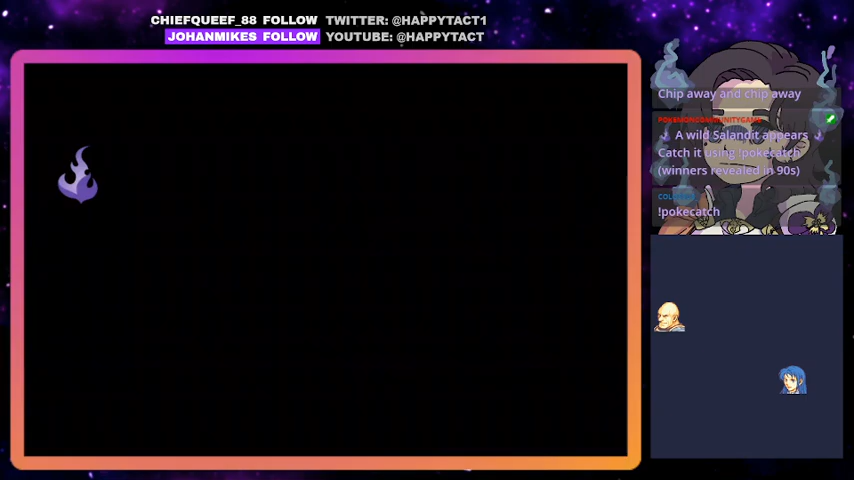 CHIEFQUEEF_88 FOLLOW TWITTER: @HAPPYTACT1
JOHANMIKES FOLLOW YOUTUBE: @HAPPYTACT
Chip away and chip away
POKEMONCOMMUNITYGAME
A wild Salandit appears
Catch it using !pokecatch
(winners revealed in 90s)
!pokecatch